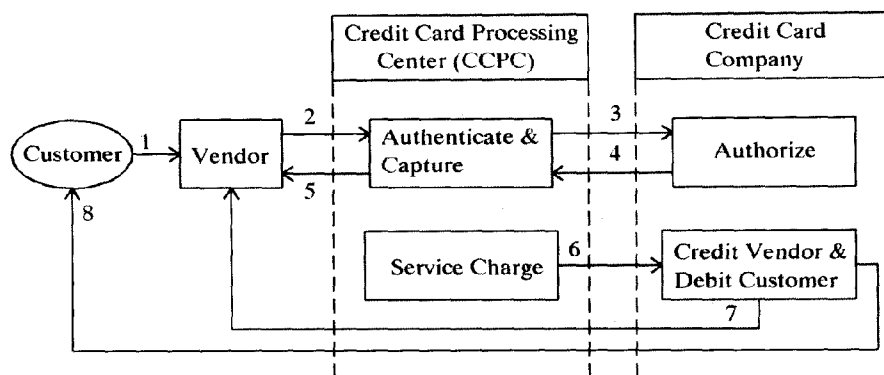 Credit Card Processing
Center (CCPC)
Credit Card
Company
Customer
1
Vendor
2
Authenticate &
Capture
3
Authorize
4
5
8
Service Charge
6
Credit Vendor &
Debit Customer
7